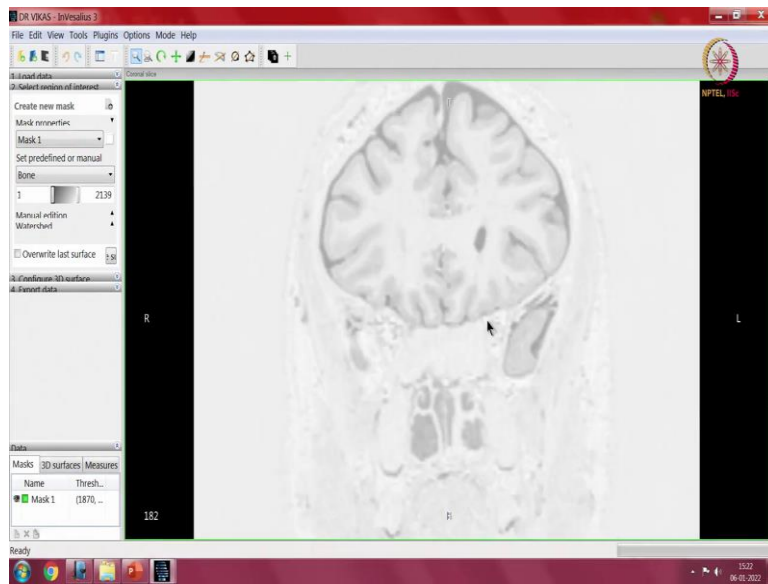 DR VIKAS - InVesalius 3
File Edit View Tools Plugins Options Mode Help
1. Load data
2. Select region of interest
Coronal slice
Create new mask
Mask properties
Mask 1
Set predefined or manual
Bone
1 2139
Manual edition
Watershed
Overwrite last surface
3. Configure 3D surface
4. Export data
R
L
NPTEL, IISc
Data
Masks 3D surfaces Measures
Name Thresh...
Mask 1 (1870, ...
182
Ready
15:22
06-01-2022